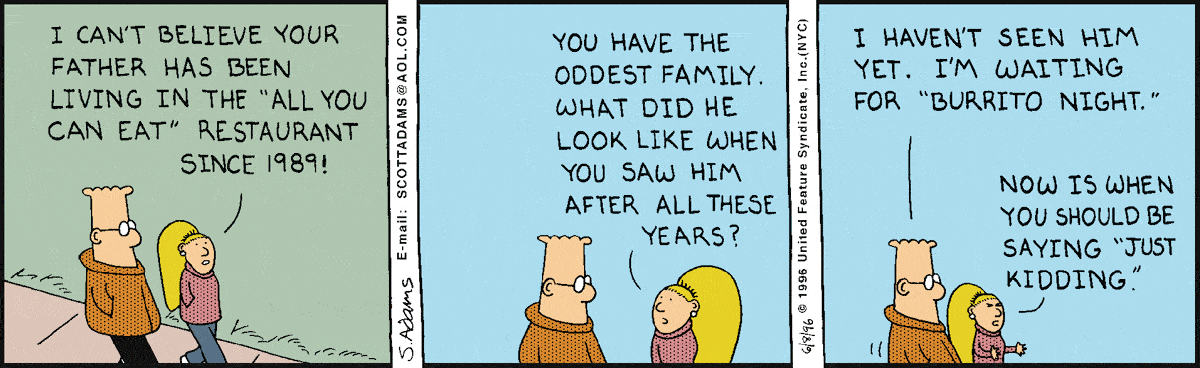 I CAN'T BELIEVE YOUR
FATHER HAS BEEN
LIVING IN THE "ALL YOU
CAN EAT" RESTAURANT
SINCE 1989!
S. Adams
E-mail: SCOTTADAMS@AOL.COM
YOU HAVE THE
ODDEST FAMILY.
WHAT DID HE
LOOK LIKE WHEN
YOU SAW HIM
AFTER ALL THESE
YEARS?
6/8/96 © 1996 United Feature Syndicate, Inc.(NYC)
I HAVEN'T SEEN HIM
YET. I'M WAITING
FOR "BURRITO NIGHT."
NOW IS WHEN
YOU SHOULD BE
SAYING "JUST
KIDDING."